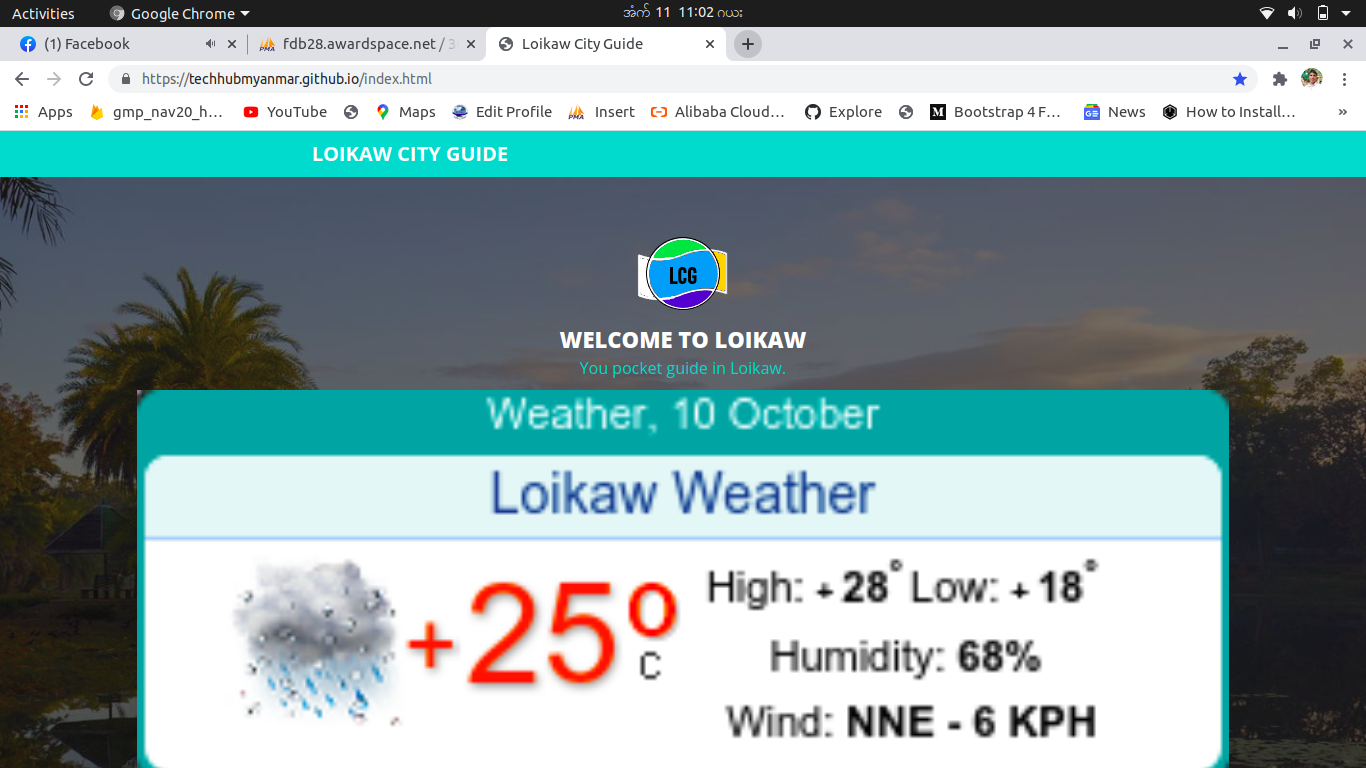 Activities
Google Chrome
အံက် 11 11:02 ဂယး
(1) Facebook
fdb28.awardspace.net / 3
Loikaw City Guide
https://techhubmyanmar.github.io/index.html
Apps
gmp_nav20_h...
YouTube
Maps
Edit Profile
Insert
Alibaba Cloud...
Explore
Bootstrap 4 F...
News
How to Install...
»
LOIKAW CITY GUIDE
LCG
WELCOME TO LOIKAW
You pocket guide in Loikaw.
Weather, 10 October
Loikaw Weather
+25° C
High: +28° Low: +18°
Humidity: 68%
Wind: NNE - 6 KPH